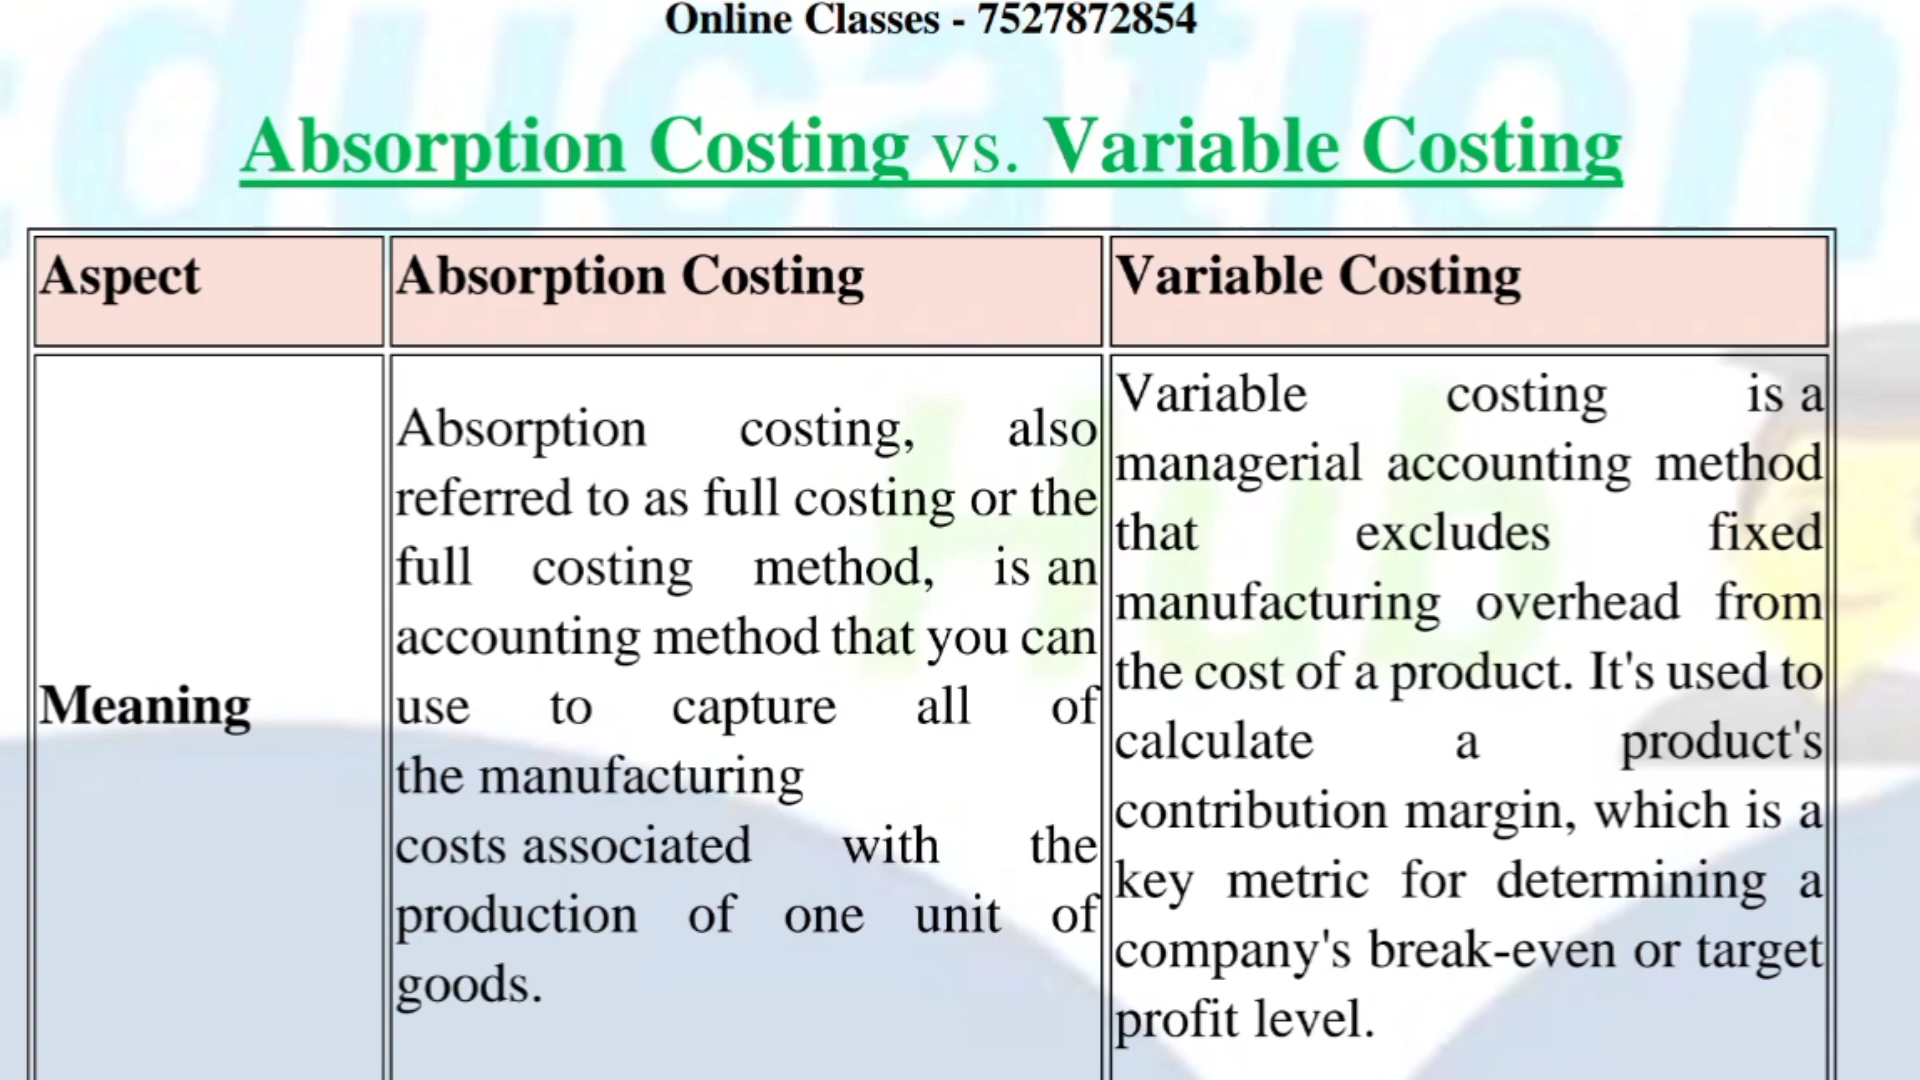 Online Classes - 7527872854
Education
Absorption Costing vs. Variable Costing
Aspect
Absorption Costing
Variable Costing
Meaning
Absorption costing, also
referred to as full costing or the
full costing method, is an
accounting method that you can
use to capture all of
the manufacturing
costs associated with the
production of one unit of
goods.
Variable costing is a
managerial accounting method
that excludes fixed
manufacturing overhead from
the cost of a product. It's used to
calculate a product's
contribution margin, which is a
key metric for determining a
company's break-even or target
profit level.
Hub